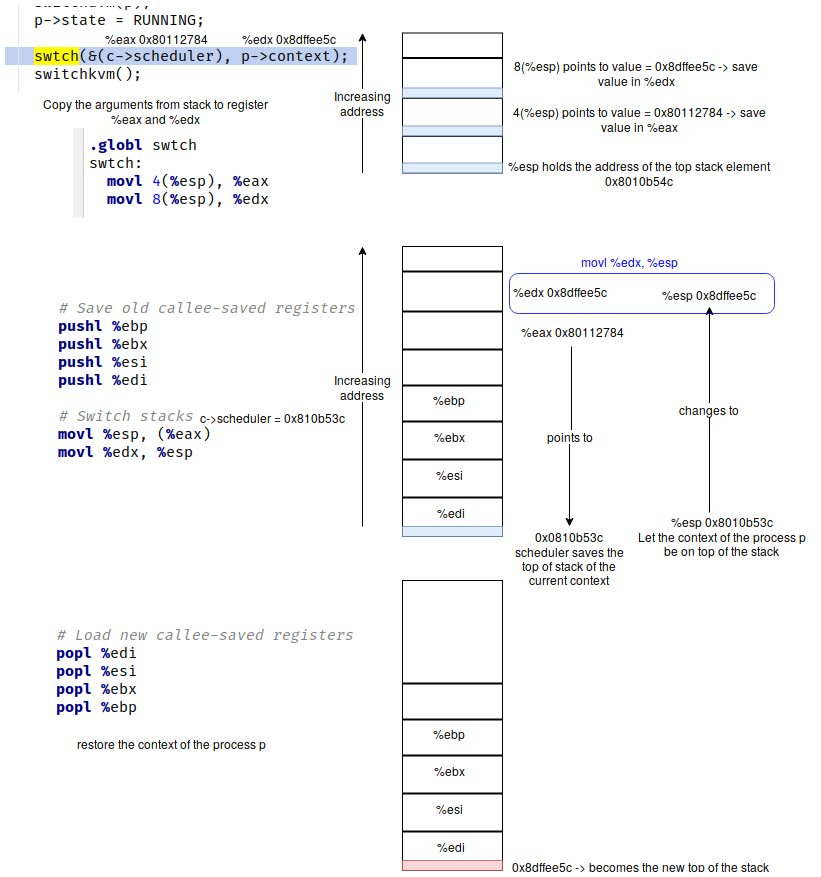 switchuvm(p);
p->state = RUNNING;
%eax 0x80112784
%edx 0x8dffee5c
swtch(&(c->scheduler), p->context);
switchkvm();
Copy the arguments from stack to register
%eax and %edx
.globl swtch
swtch:
movl 4(%esp), %eax
movl 8(%esp), %edx
Increasing
address
8(%esp) points to value = 0x8dffee5c -> save
value in %edx
4(%esp) points to value = 0x80112784 -> save
value in %eax
%esp holds the address of the top stack element
0x8010b54c
# Save old callee-saved registers
pushl %ebp
pushl %ebx
pushl %esi
pushl %edi
# Switch stacks
c->scheduler = 0x810b53c
movl %esp, (%eax)
movl %edx, %esp
Increasing
address
%ebp
%ebx
%esi
%edi
movl %edx, %esp
%edx 0x8dffee5c
%esp 0x8dffee5c
%eax 0x80112784
points to
changes to
0x0810b53c
scheduler saves the
top of stack of the
current context
%esp 0x8010b53c
Let the context of the process p
be on top of the stack
# Load new callee-saved registers
popl %edi
popl %esi
popl %ebx
popl %ebp
restore the context of the process p
%ebp
%ebx
%esi
%edi
0x8dffee5c -> becomes the new top of the stack